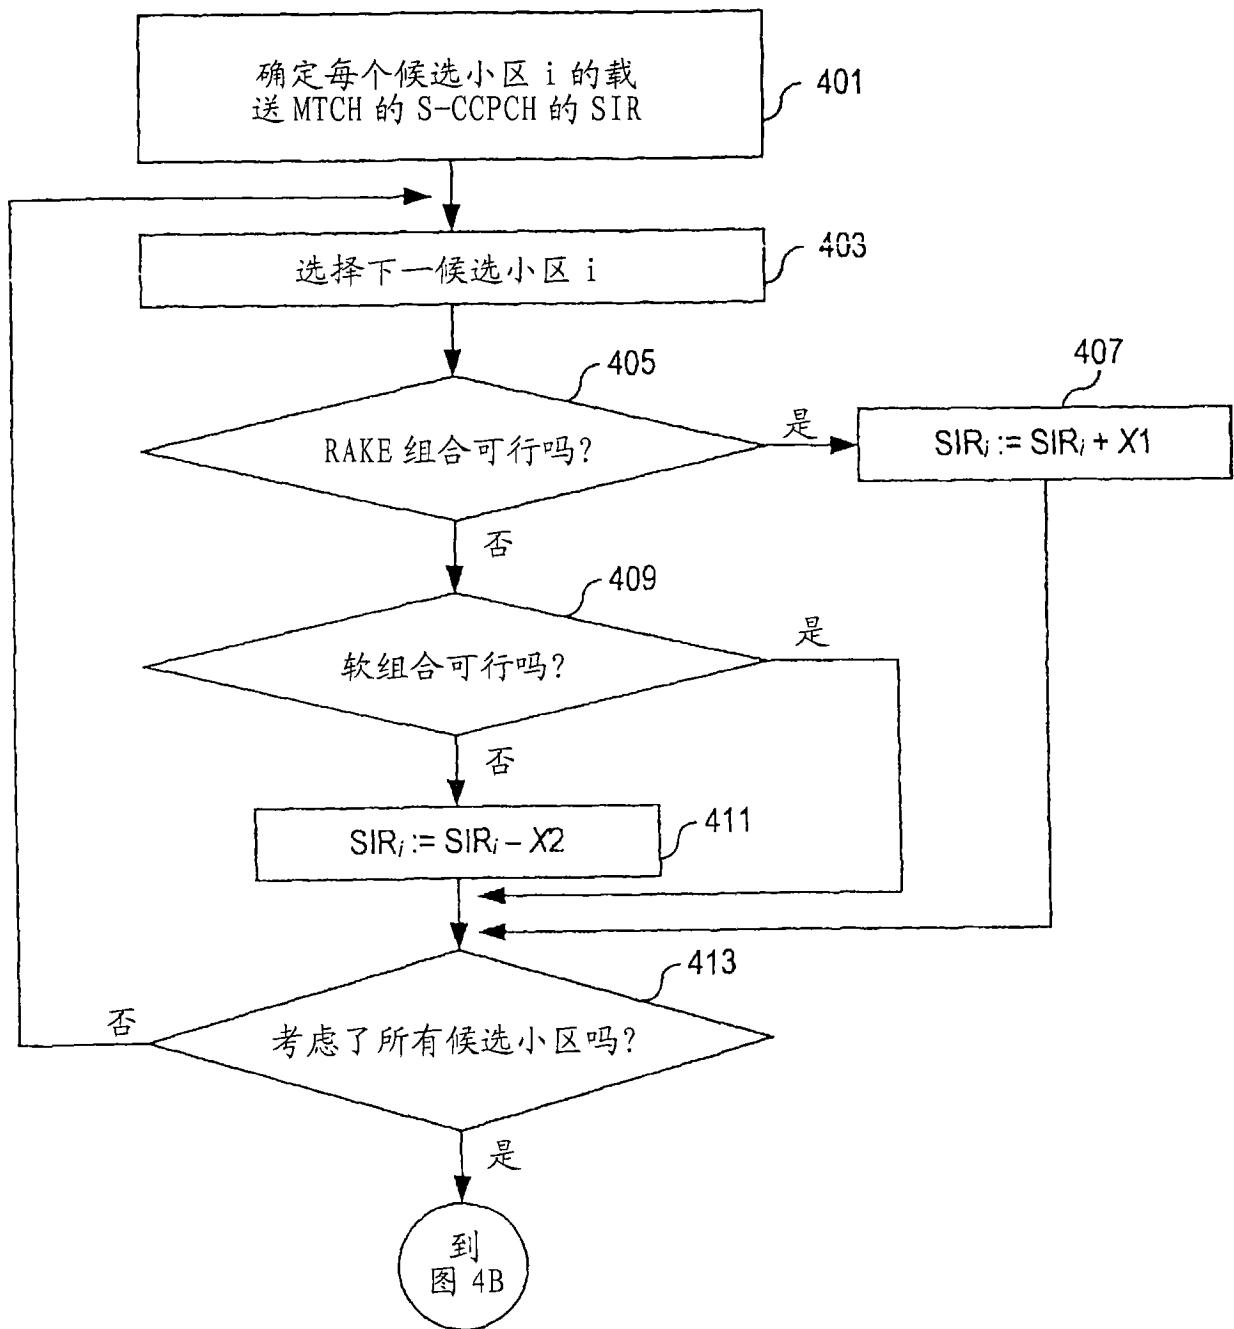 确定每个候选小区 i 的载
送 MTCH 的 S-CCPCH 的 SIR
401
选择下一候选小区 i
403
405
RAKE 组合可行吗?
是
407
SIRi := SIRi + X1
否
409
软组合可行吗?
是
否
SIRi := SIRi – X2
411
413
考虑了所有候选小区吗?
否
是
到
图 4B